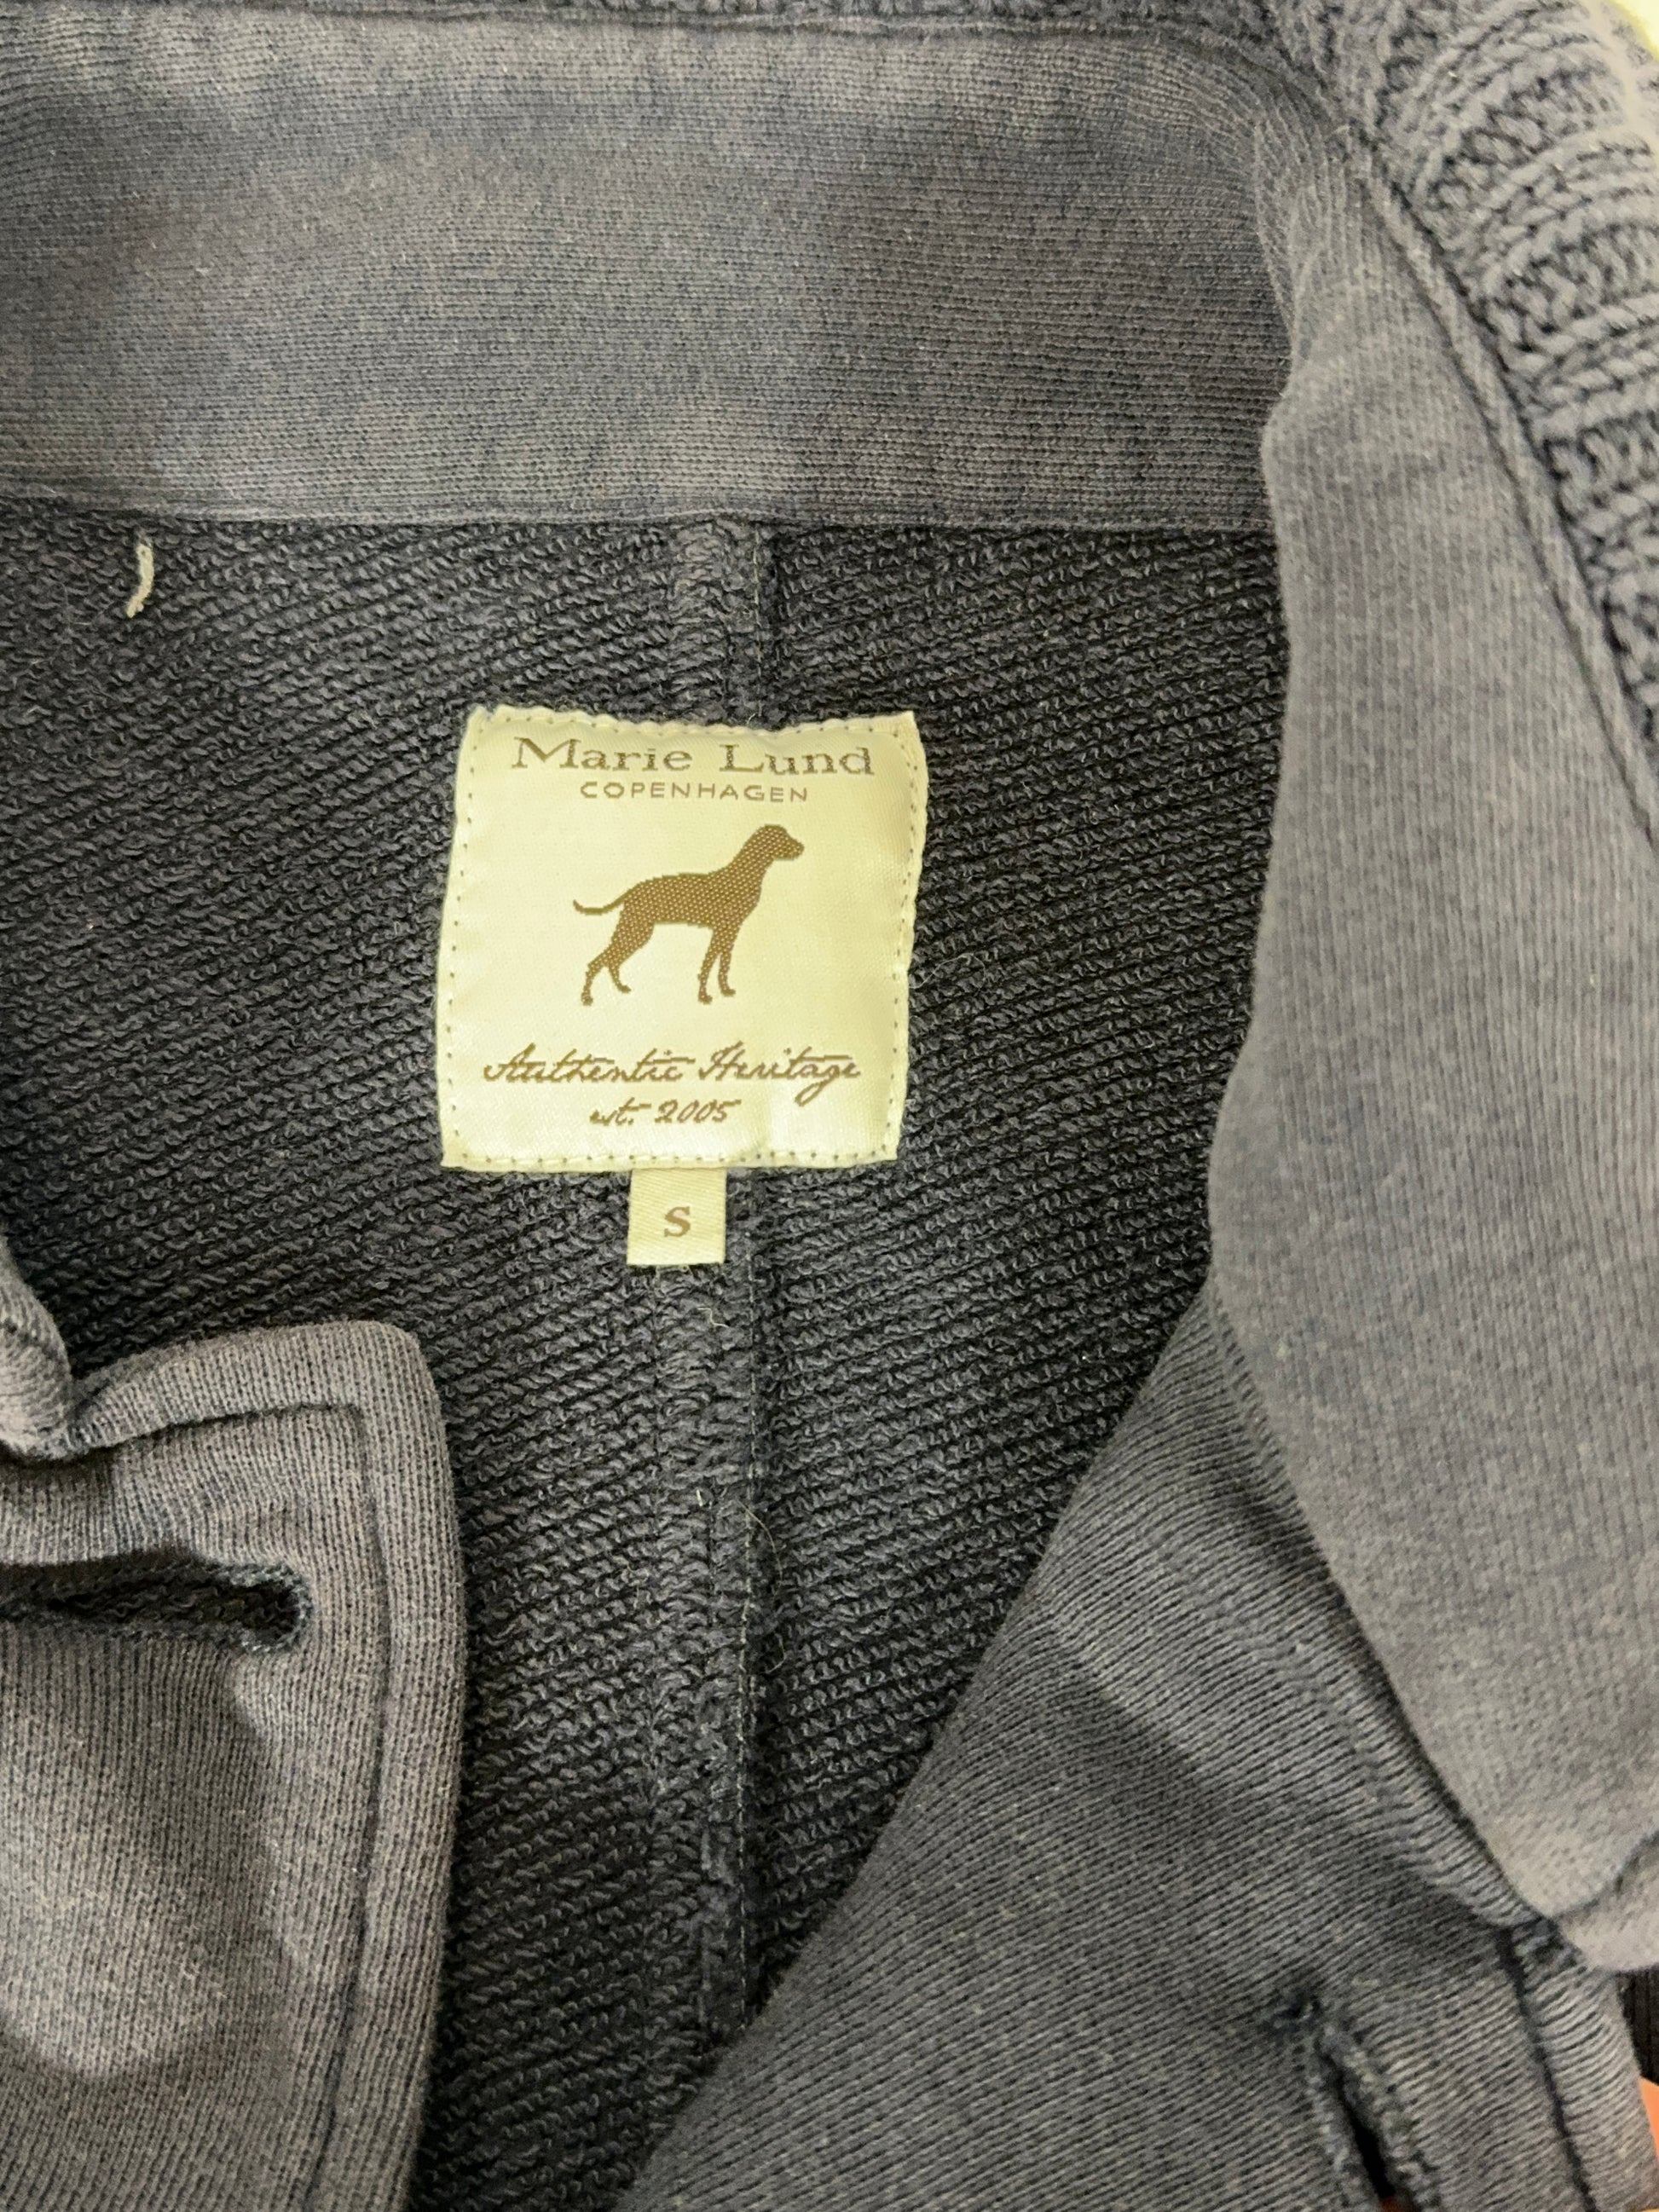 Marie Lund
COPENHAGEN
Authentic Heritage
est. 2005
S